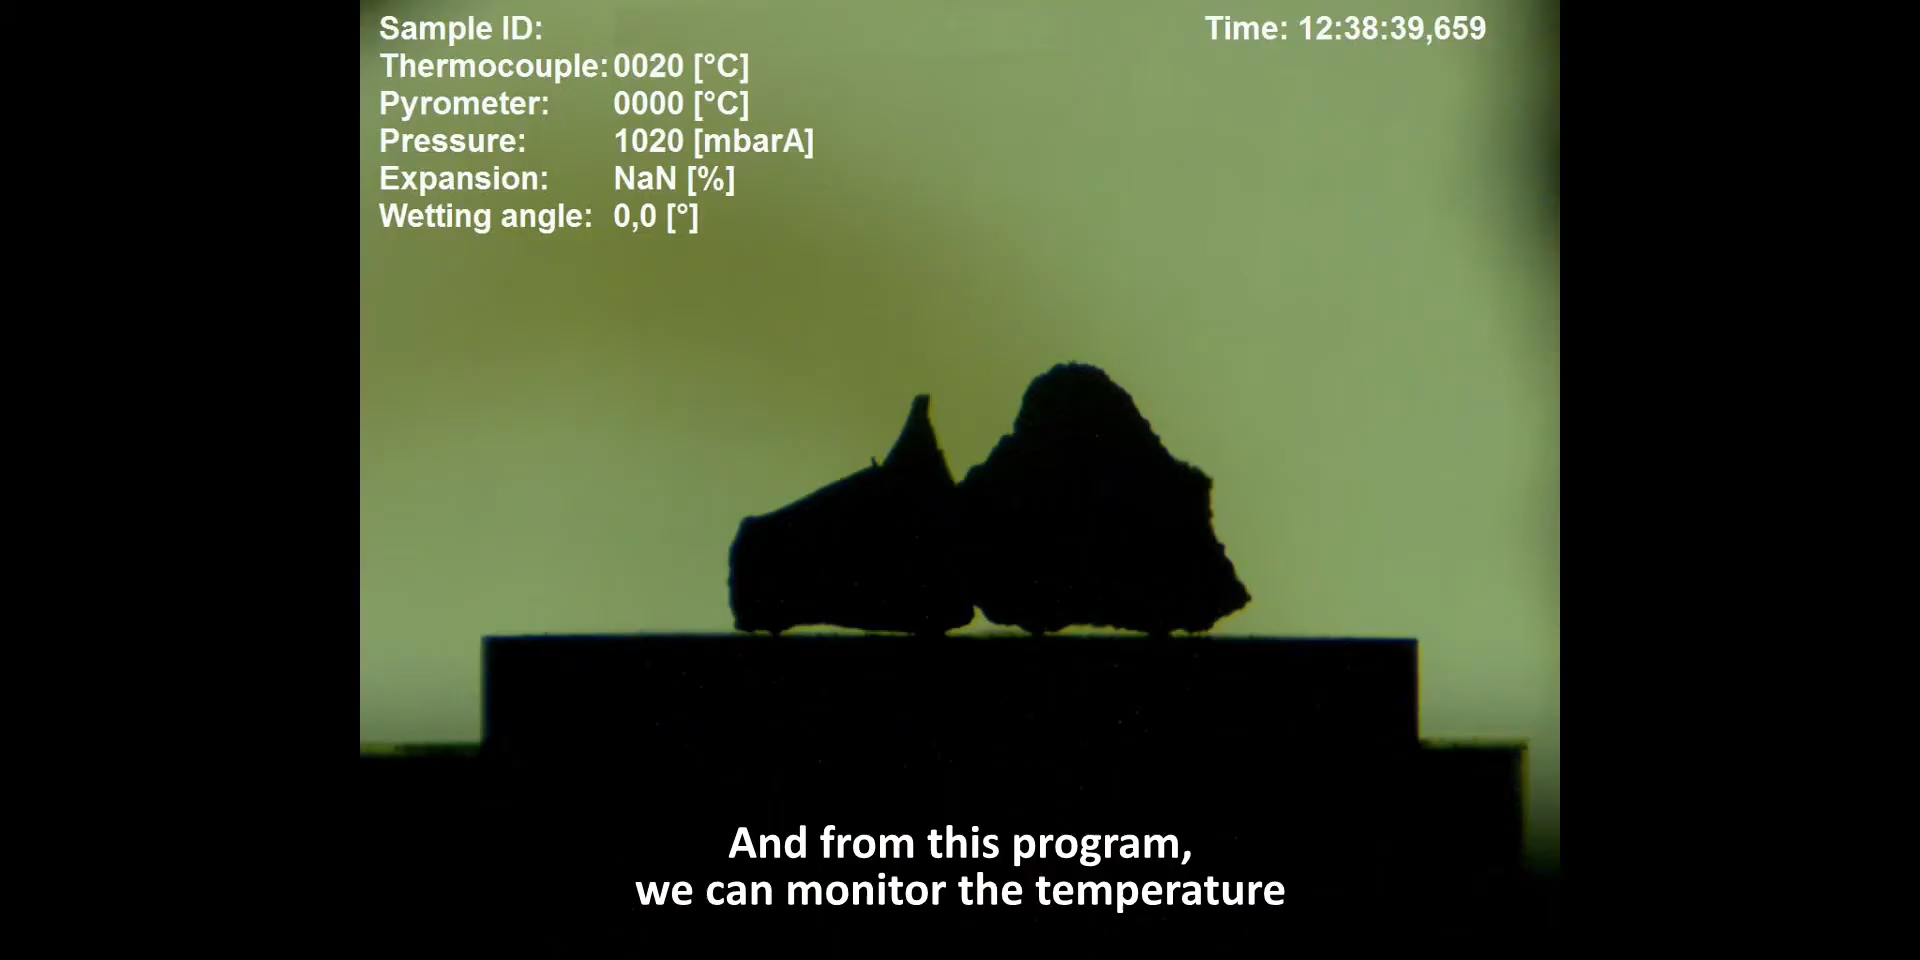 Sample ID:
Time: 12:38:39,659
Thermocouple: 0020 [°C]
Pyrometer: 0000 [°C]
Pressure: 1020 [mbarA]
Expansion: NaN [%]
Wetting angle: 0,0 [°]
And from this program,
we can monitor the temperature